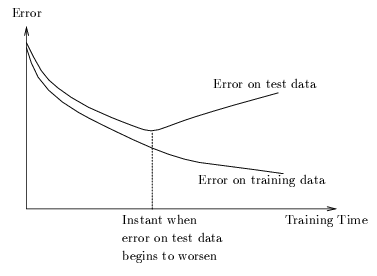 Error
Error on test data
Error on training data
Instant when
error on test data
begins to worsen
Training Time